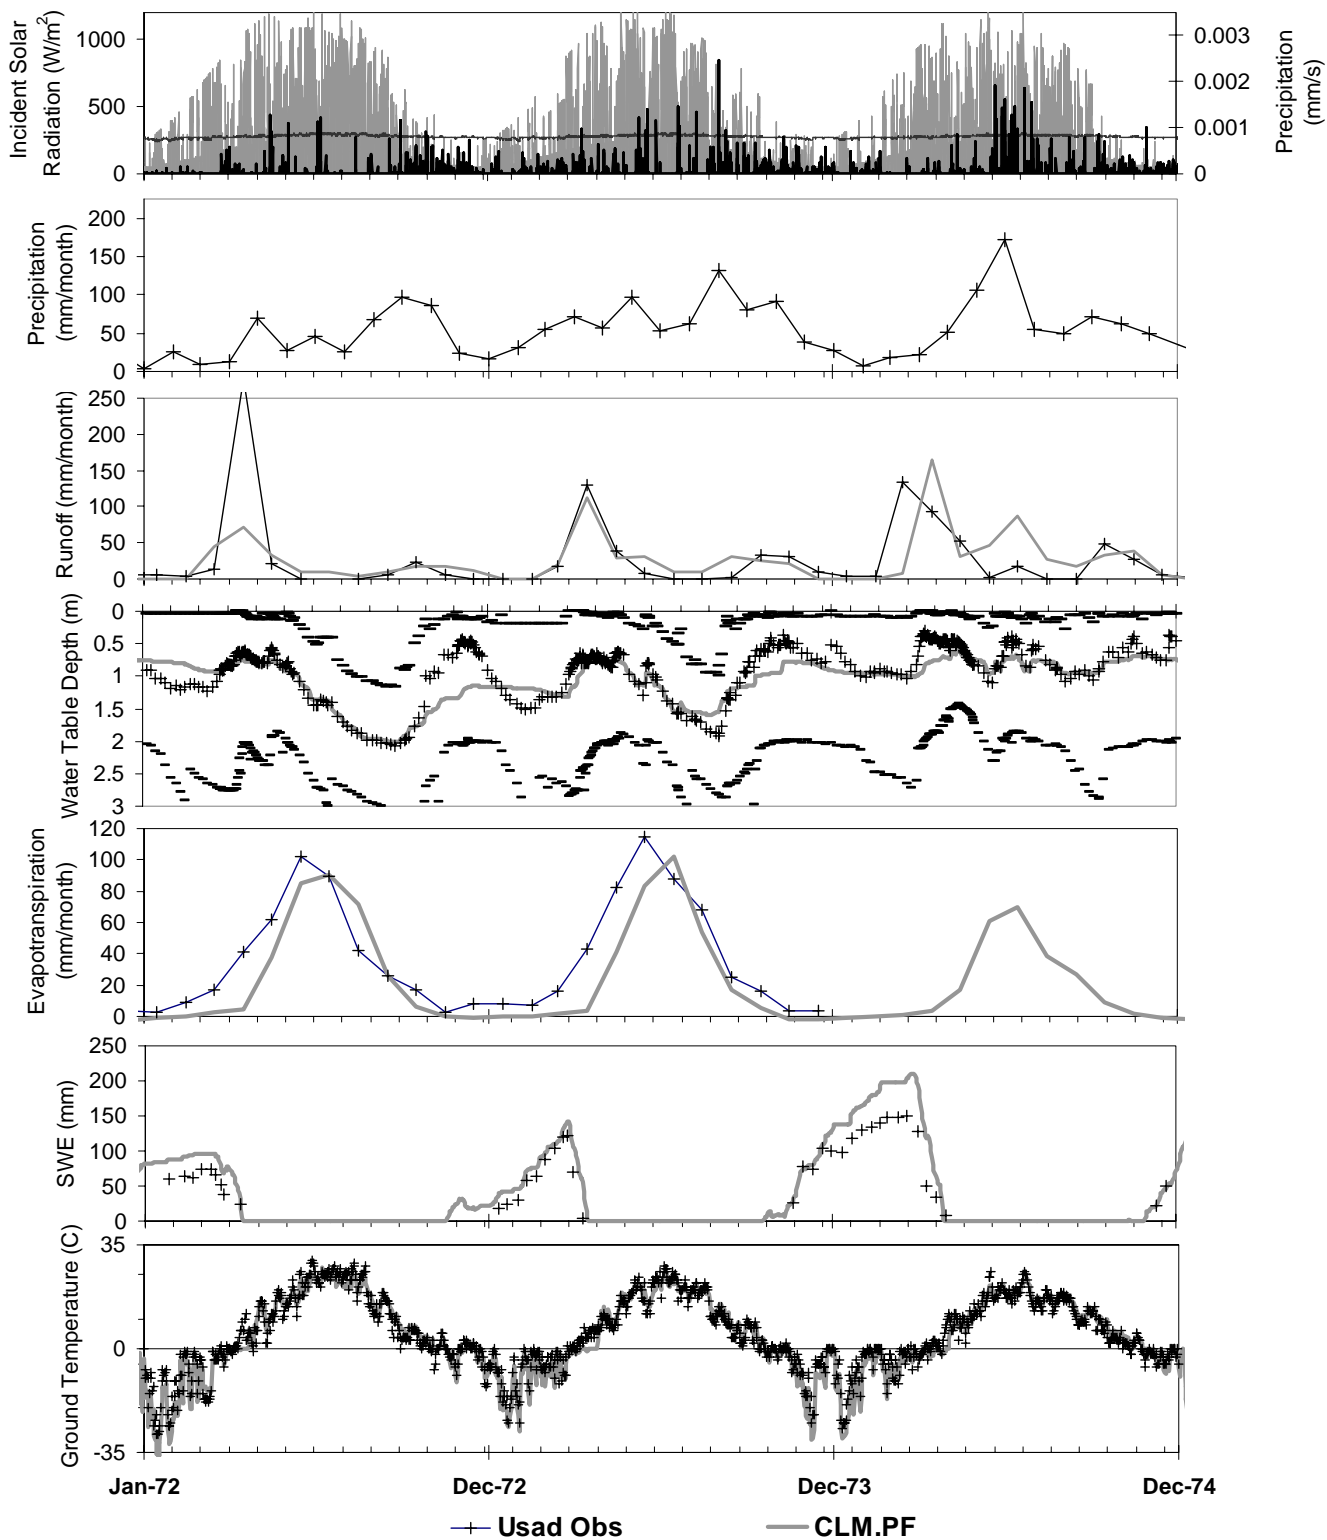 Incident Solar
Radiation (W/m²)
1000
500
0
0.003
0.002
0.001
0
Precipitation
(mm/s)
Precipitation
(mm/month)
200
150
100
50
0
Runoff (mm/month)
250
200
150
100
50
0
Water Table Depth (m)
0
0.5
1
1.5
2
2.5
3
Evapotranspiration
(mm/month)
120
100
80
60
40
20
0
SWE (mm)
250
200
150
100
50
0
Ground Temperature (C)
35
0
-35
Jan-72
Dec-72
Dec-73
Dec-74
Usad Obs
CLM.PF